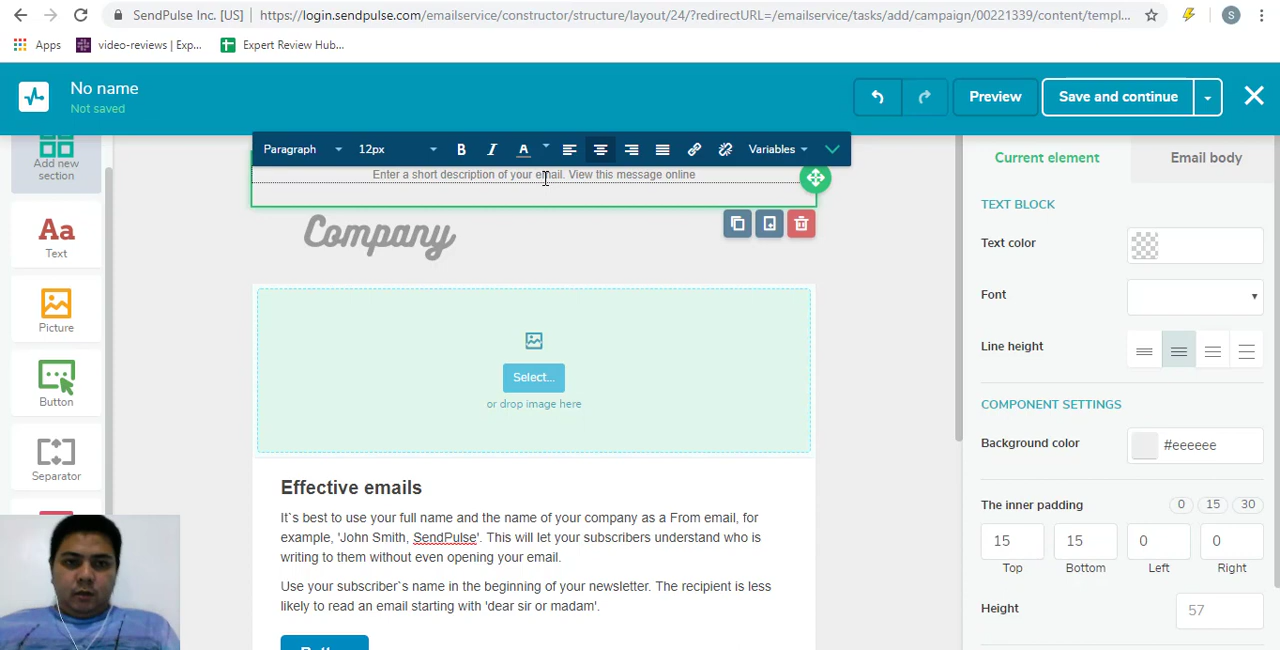 SendPulse Inc. [US]
https://login.sendpulse.com/emailservice/constructor/structure/layout/24/?redirectURL=/emailservice/tasks/add/campaign/00221339/content/templ...
S
Apps
video-reviews | Exp...
Expert Review Hub...
No name
Not saved
Preview
Save and continue
Add new
section
Aa
Text
Picture
Button
Separator
Paragraph
12px
B
I
A
Variables
Enter a short description of your email. View this message online
Company
Select...
or drop image here
Effective emails
It`s best to use your full name and the name of your company as a From email, for
example, 'John Smith, SendPulse'. This will let your subscribers understand who is
writing to them without even opening your email.
Use your subscriber`s name in the beginning of your newsletter. The recipient is less
likely to read an email starting with 'dear sir or madam'.
Current element
Email body
TEXT BLOCK
Text color
Font
Line height
COMPONENT SETTINGS
Background color
#eeeeee
The inner padding
0
15
30
15
15
0
0
Top
Bottom
Left
Right
Height
57